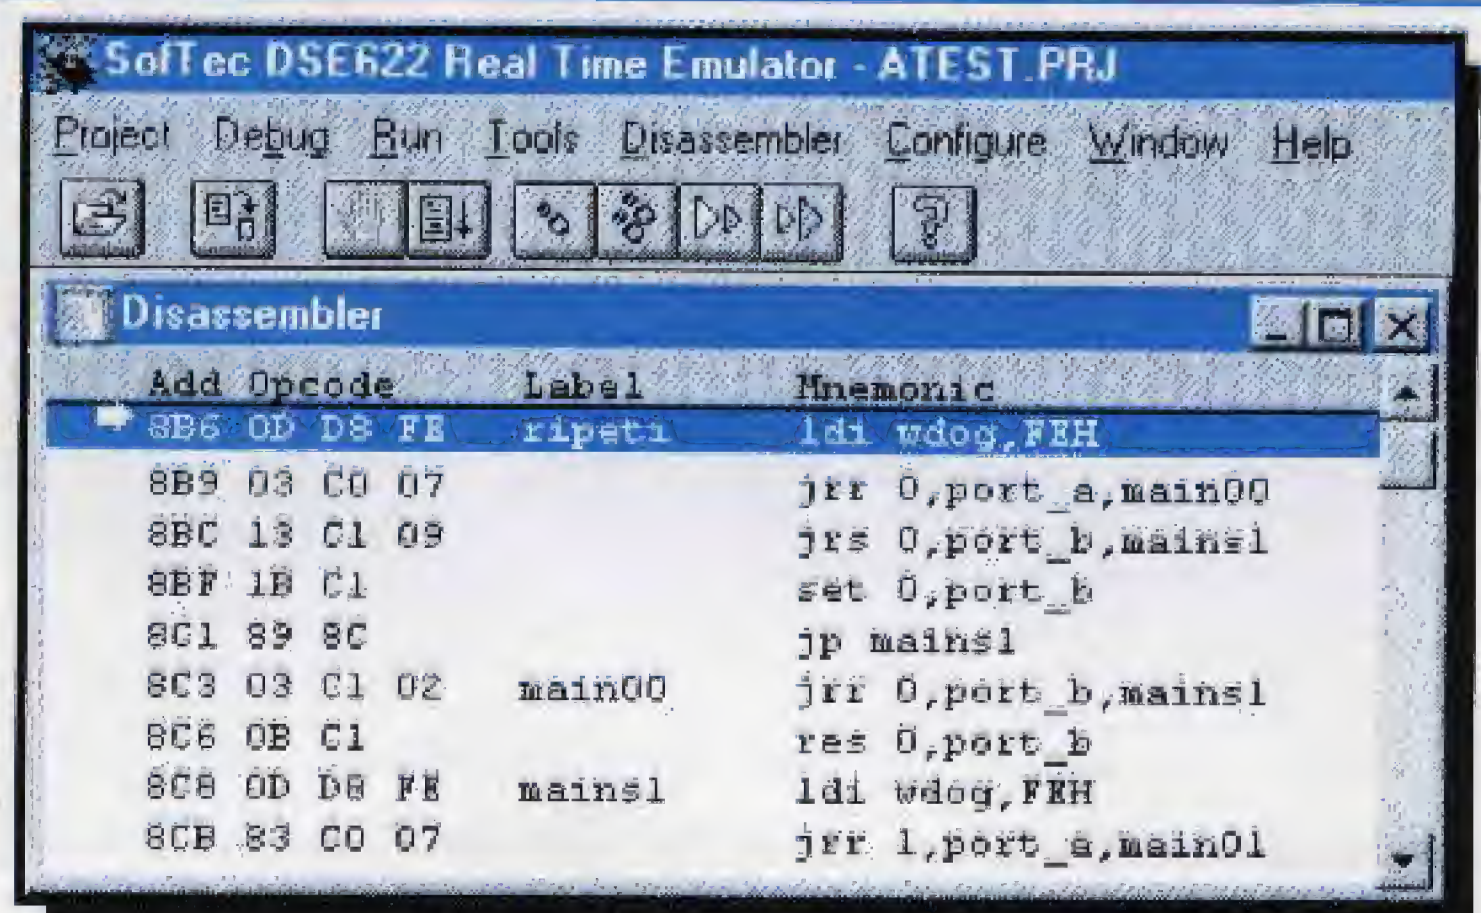 SofTec DSE622 Real Time Emulator - ATEST.PRJ
Project Debug Run Tools Disassembler Configure Window Help
Disassembler
Add Opcode Label Mnemonic
8B6 0D D8 FE ripeti ldi wdog,FEH
8B9 03 C0 07 jrr 0,port_a,main00
8BC 13 C1 09 jrs 0,port_b,mains1
8BF 1B C1 set 0,port_b
8C1 89 8C jp mains1
8C3 03 C1 02 main00 jrr 0,port_b,mains1
8C6 0B C1 res 0,port_b
8C8 0D D8 FE mains1 ldi wdog,FEH
8CB 83 C0 07 jrr 1,port_a,main01